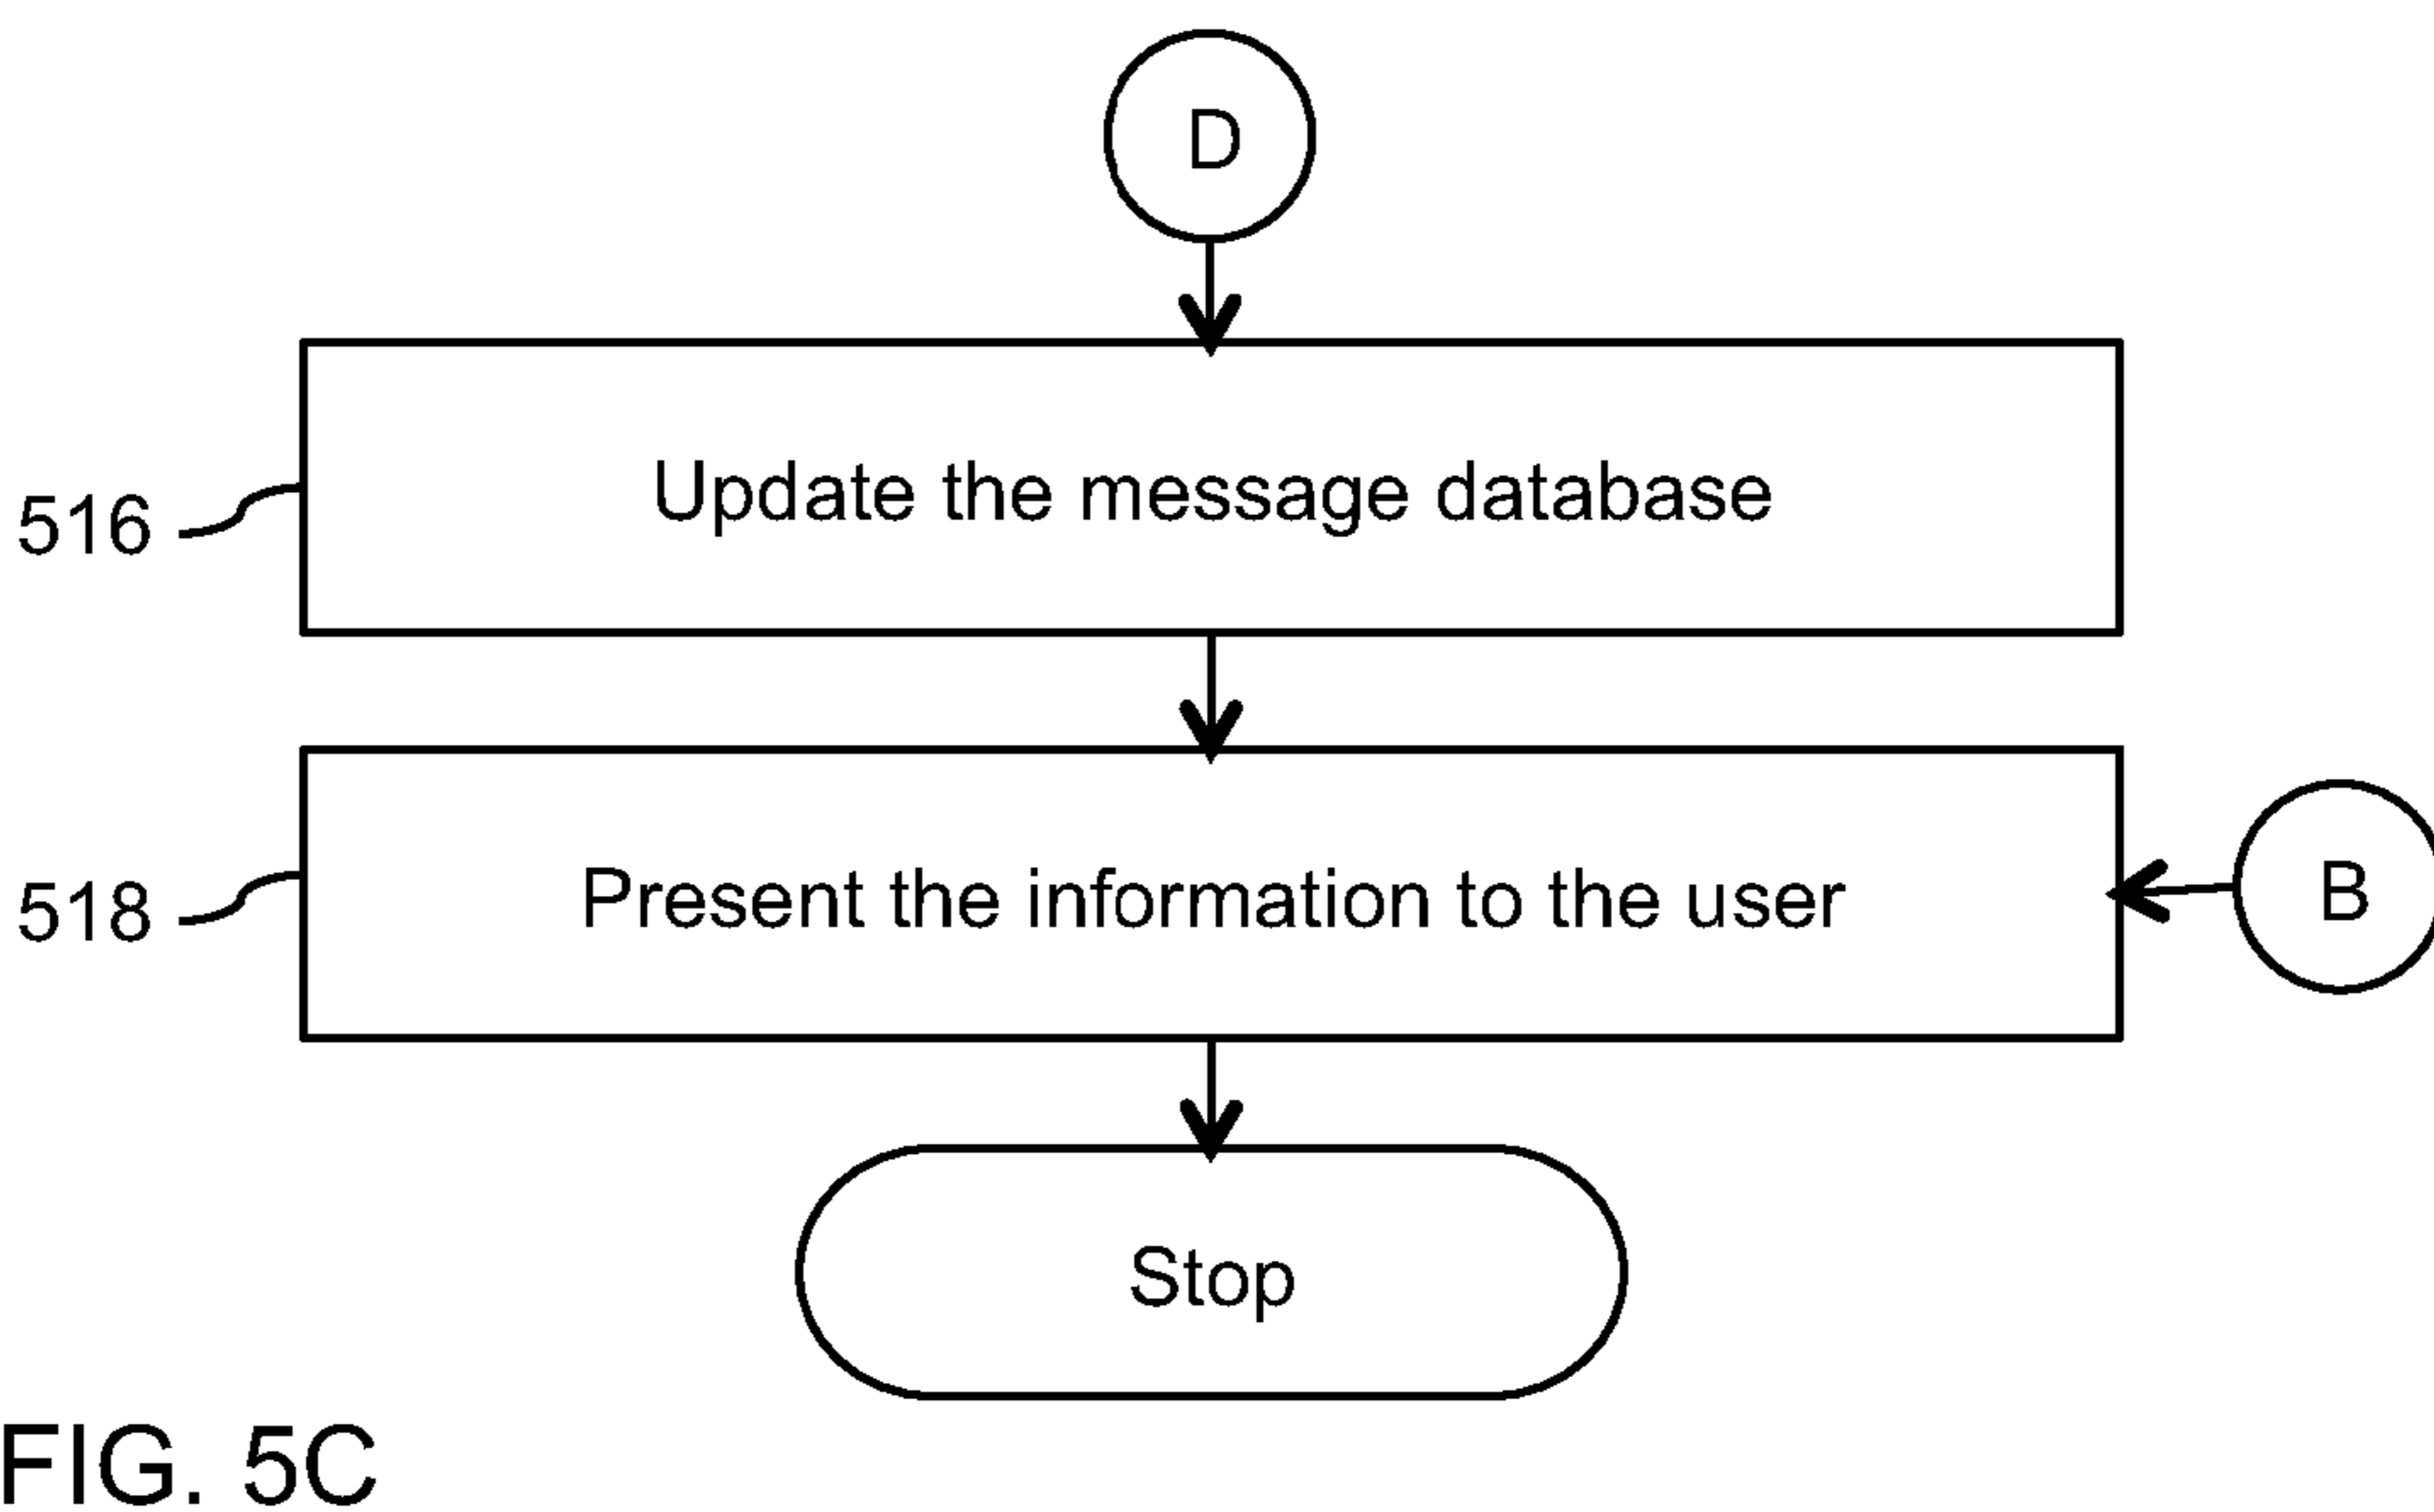 D
Update the message database
516
Present the information to the user
518
B
Stop
FIG. 5C